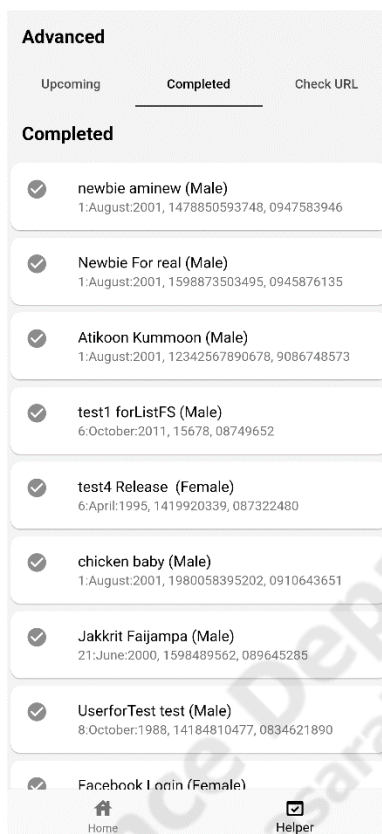 Advanced
Upcoming Completed Check URL
Completed
newbie aminew (Male)
1:August:2001, 1478850593748, 0947583946
Newbie For real (Male)
1:August:2001, 1598873503495, 0945876135
Atikoon Kummoon (Male)
1:August:2001, 12342567890678, 9086748573
test1 forListFS (Male)
6:October:2011, 15678, 08749652
test4 Release (Female)
6:April:1995, 1419920339, 087322480
chicken baby (Male)
1:August:2001, 1980058395202, 0910643651
Jakkrit Faijampa (Male)
21:June:2000, 1598489562, 089645285
UserforTest test (Male)
8:October:1988, 14184810477, 0834621890
Facebook Login (Female)
Home Helper